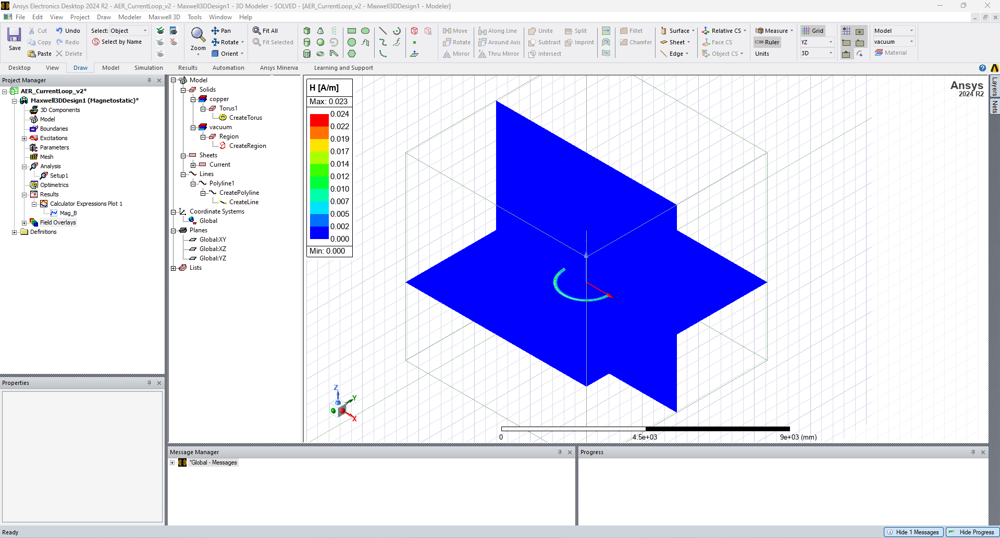 Ansys Electronics Desktop 2024 R2 - AER_CurrentLoop_v2 - Maxwell3DDesign1 - 3D Modeler - SOLVED - [AER_CurrentLoop_v2 - Maxwell3DDesign1 - Modeler]
File Edit View Project Draw Modeler Maxwell 3D Tools Window Help
Save
Cut
Copy
Paste
Undo
Redo
Delete
Select: Object
Select by Name
Zoom
Pan
Rotate
Orient
Fit All
Fit Selected
Move
Rotate
Mirror
Along Line
Around Axis
Thru Mirror
Unite
Subtract
Intersect
Split
Imprint
Fillet
Chamfer
Surface
Sheet
Edge
Relative CS
Face CS
Object CS
Measure
Ruler
Units
Grid
YZ
3D
Model
vacuum
Material
Desktop View Draw Model Simulation Results Automation Ansys Minerva Learning and Support
Project Manager
AER_CurrentLoop_v2*
Maxwell3DDesign1 (Magnetostatic)*
3D Components
Model
Boundaries
Excitations
Parameters
Mesh
Analysis
Setup1
Optimetrics
Results
Calculator Expressions Plot 1
Mag_B
Field Overlays
Definitions
Properties
Model
Solids
copper
Torus1
CreateTorus
vacuum
Region
CreateRegion
Sheets
Current
Lines
Polyline1
CreatePolyline
CreateLine
Coordinate Systems
Global
Planes
Global:XY
Global:XZ
Global:YZ
Lists
H [A/m]
Max: 0.023
0.024
0.022
0.019
0.017
0.014
0.012
0.010
0.007
0.005
0.002
0.000
Min: 0.000
Ansys
2024 R2
Layers
Nets
Z
Y
X
0 4.5e+03 9e+03 (mm)
Message Manager
*Global - Messages
Progress
Ready
Hide 1 Messages
Hide Progress